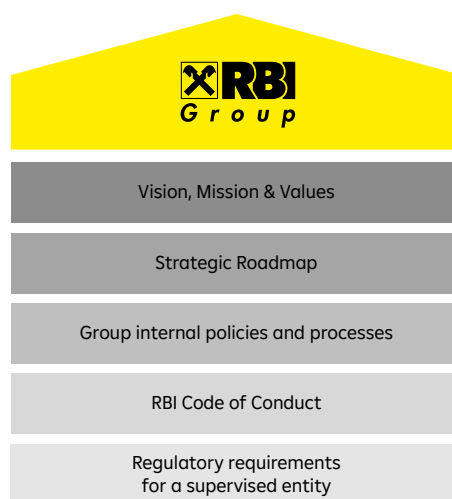 RBI
Group
Vision, Mission & Values
Strategic Roadmap
Group internal policies and processes
RBI Code of Conduct
Regulatory requirements
for a supervised entity